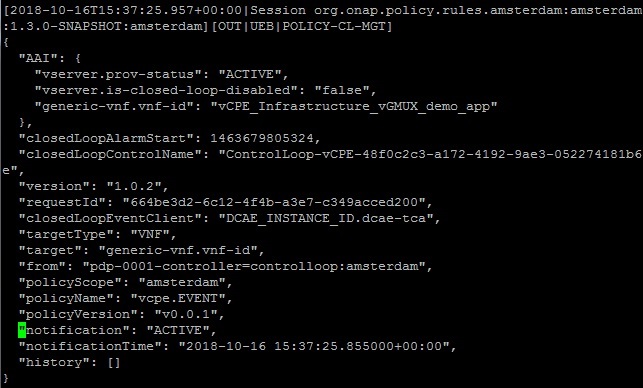 [2018-10-16T15:37:25.957+00:00|Session org.onap.policy.rules.amsterdam:amsterdam
:1.3.0-SNAPSHOT:amsterdam][OUT|UEB|POLICY-CL-MGT]
{
  "AAI": {
    "vserver.prov-status": "ACTIVE",
    "vserver.is-closed-loop-disabled": "false",
    "generic-vnf.vnf-id": "vCPE_Infrastructure_vGMUX_demo_app"
  },
  "closedLoopAlarmStart": 1463679805324,
  "closedLoopControlName": "ControlLoop-vCPE-48f0c2c3-a172-4192-9ae3-052274181b6
e",
  "version": "1.0.2",
  "requestId": "664be3d2-6c12-4f4b-a3e7-c349acced200",
  "closedLoopEventClient": "DCAE_INSTANCE_ID.dcae-tca",
  "targetType": "VNF",
  "target": "generic-vnf.vnf-id",
  "from": "pdp-0001-controller=controlloop:amsterdam",
  "policyScope": "amsterdam",
  "policyName": "vcpe.EVENT",
  "policyVersion": "v0.0.1",
  "notification": "ACTIVE",
  "notificationTime": "2018-10-16 15:37:25.855000+00:00",
  "history": []
}